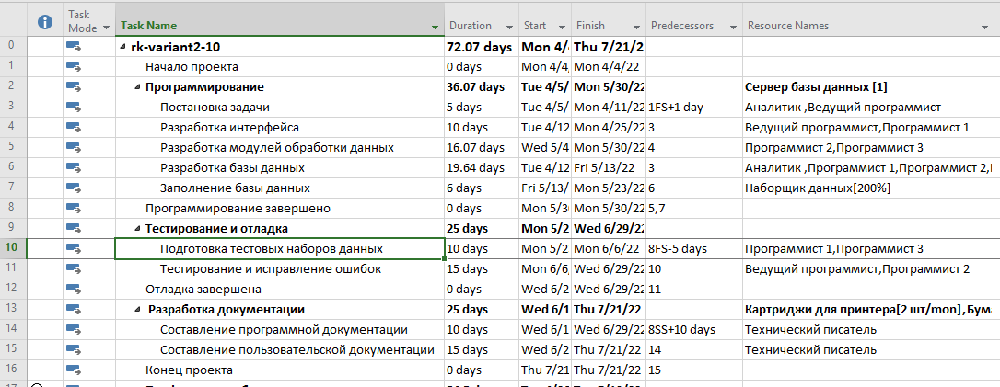 Task Mode Task Name Duration Start Finish Predecessors Resource Names
0 rk-variant2-10 72.07 days Mon 4/ Thu 7/21/2
1 Начало проекта 0 days Mon 4/4, Mon 4/4/22
2 Программирование 36.07 days Tue 4/5/ Mon 5/30/22 Сервер базы данных [1]
3 Постановка задачи 5 days Tue 4/5/ Mon 4/11/22 1FS+1 day Аналитик ,Ведущий программист
4 Разработка интерфейса 10 days Tue 4/12 Mon 4/25/22 3 Ведущий программист,Программист 1
5 Разработка модулей обработки данных 16.07 days Wed 5/4 Mon 5/30/22 4 Программист 2,Программист 3
6 Разработка базы данных 19.64 days Tue 4/12 Fri 5/13/22 3 Аналитик ,Программист 1,Программист 2,
7 Заполнение базы данных 6 days Fri 5/13/ Mon 5/23/22 6 Наборщик данных[200%]
8 Программирование завершено 0 days Mon 5/3 Mon 5/30/22 5,7
9 Тестирование и отладка 25 days Mon 5/2 Wed 6/29/22
10 Подготовка тестовых наборов данных 10 days Mon 5/2 Mon 6/6/22 8FS-5 days Программист 1,Программист 3
11 Тестирование и исправление ошибок 15 days Mon 6/6, Wed 6/29/22 10 Ведущий программист,Программист 2
12 Отладка завершена 0 days Wed 6/2 Wed 6/29/22 11
13 Разработка документации 25 days Wed 6/1 Thu 7/21/22 Картриджи для принтера[2 шт/mon],Бум
14 Составление программной документации 10 days Wed 6/1 Wed 6/29/22 8SS+10 days Технический писатель
15 Составление пользовательской документации 15 days Wed 6/2 Thu 7/21/22 14 Технический писатель
16 Конец проекта 0 days Thu 7/21 Thu 7/21/22 15